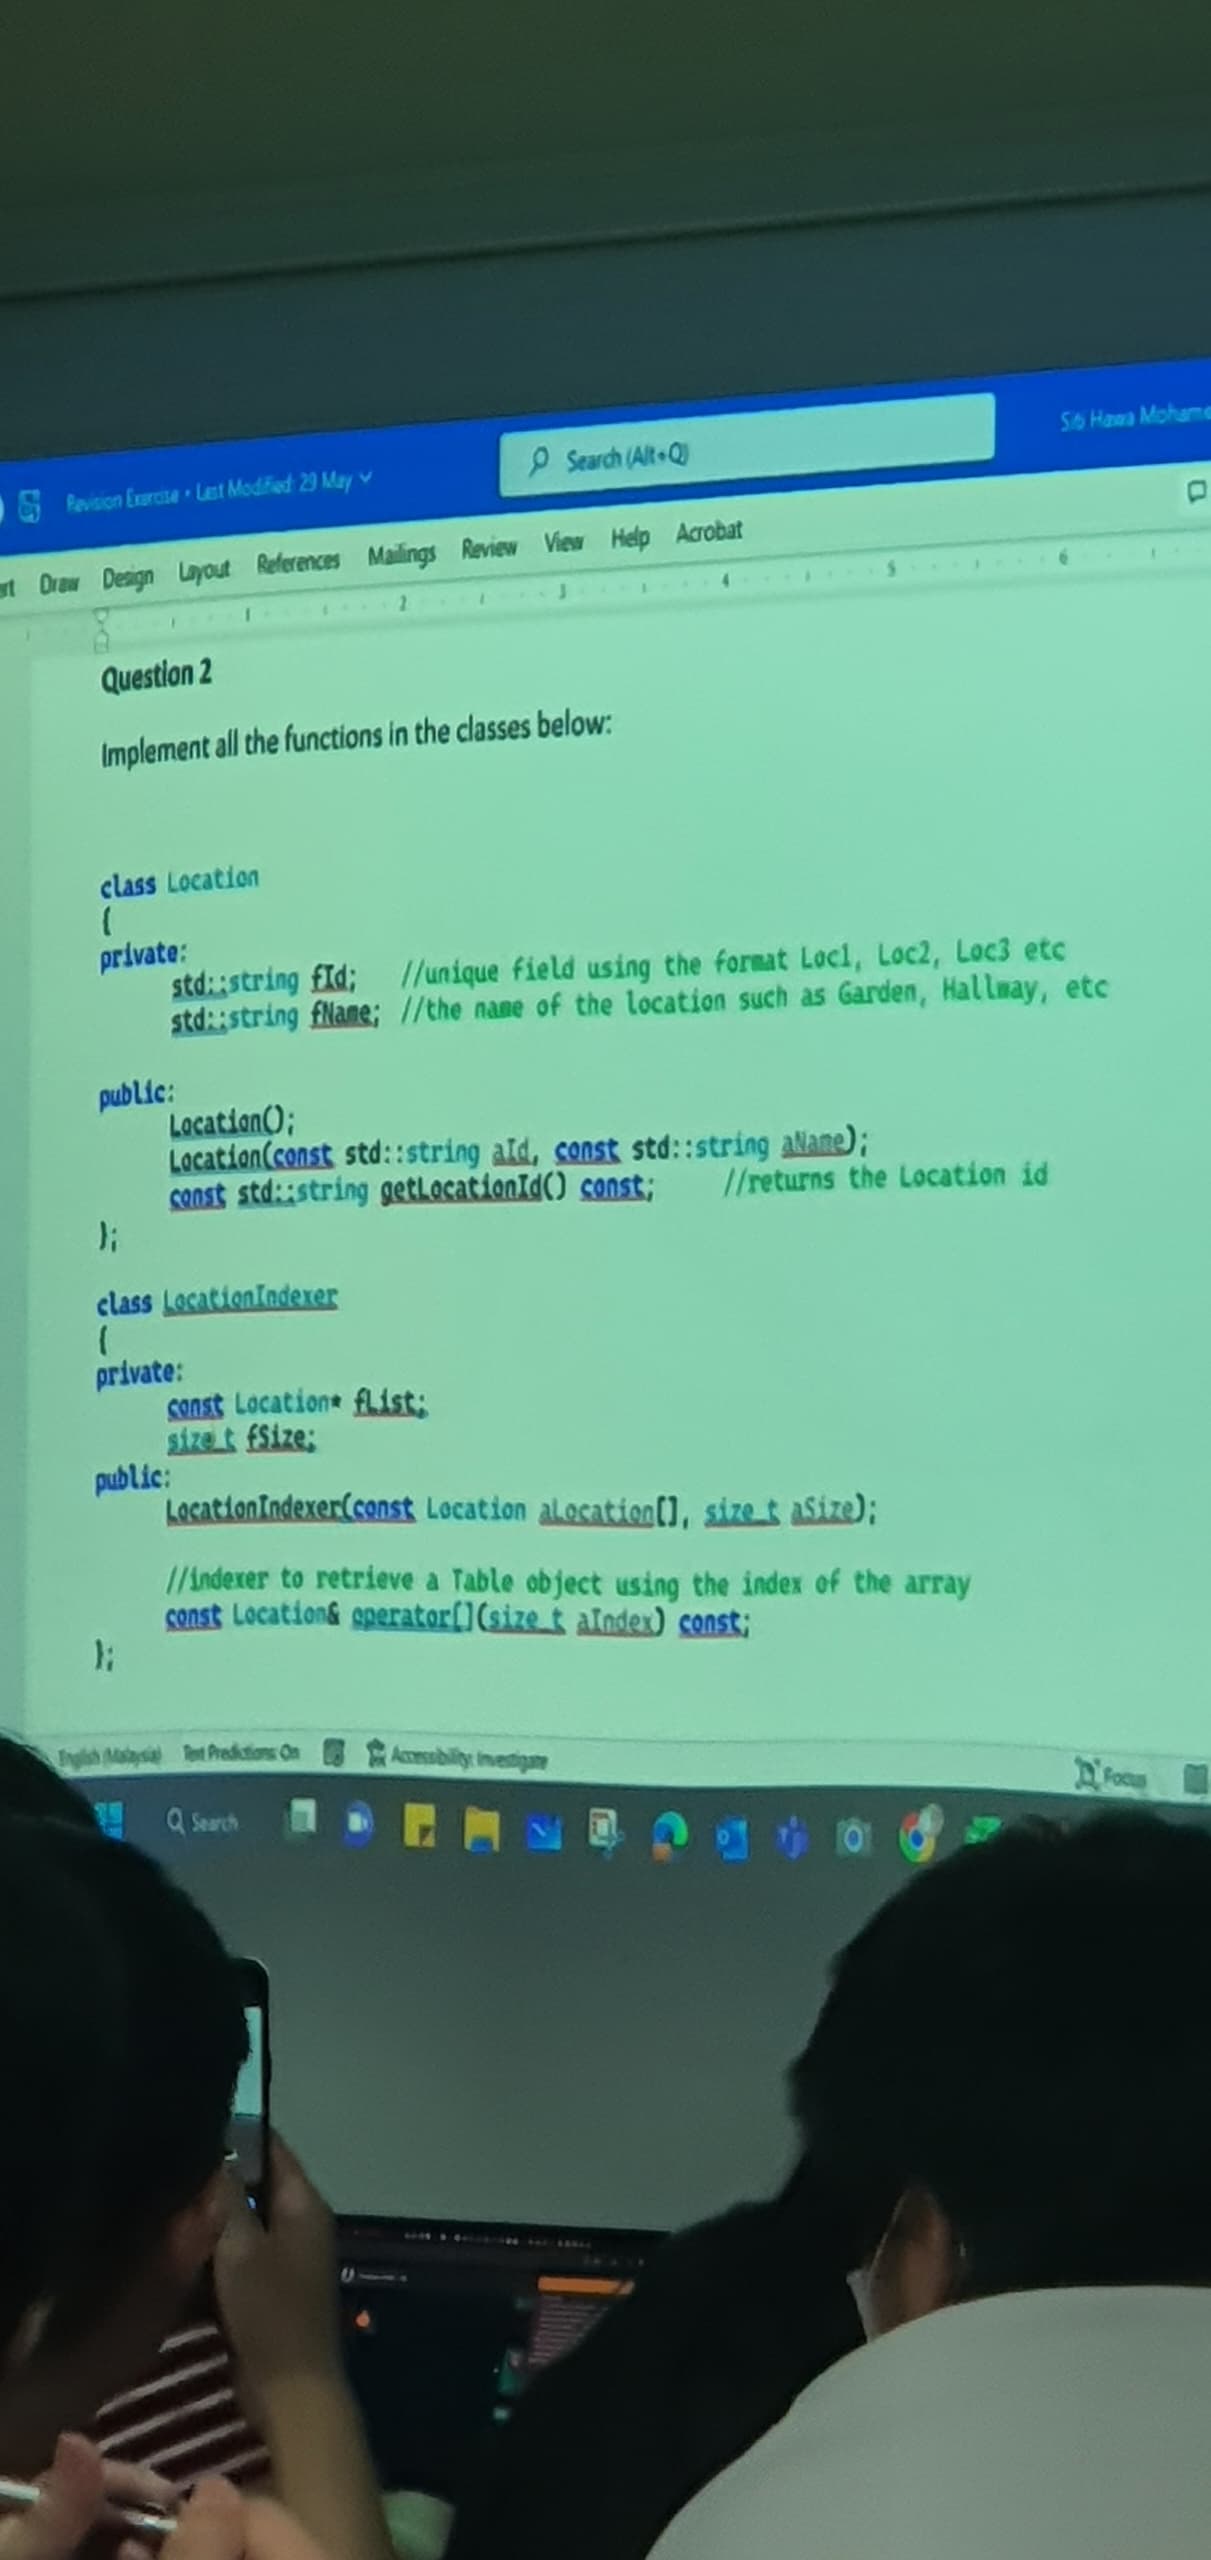 Revision Exercise • Last Modified: 29 May
Search (Alt+Q)
Draw Design Layout References Mailings Review View Help Acrobat
1 2 3 4 5 6
Question 2
Implement all the functions in the classes below:
class Location
{
private:
std::string fId; //unique field using the format Loc1, Loc2, Loc3 etc
std::string fName; //the name of the location such as Garden, Hallway, etc
public:
Location();
Location(const std::string aId, const std::string aName);
const std::string getLocationId() const; //returns the Location id
};
class LocationIndexer
{
private:
const Location* fList;
size_t fSize;
public:
LocationIndexer(const Location aLocation[], size_t aSize);
//indexer to retrieve a Table object using the index of the array
const Location& operator[](size_t aIndex) const;
};
English (Malaysia) Text Predictions: On Accessibility: Investigate Focus
Search